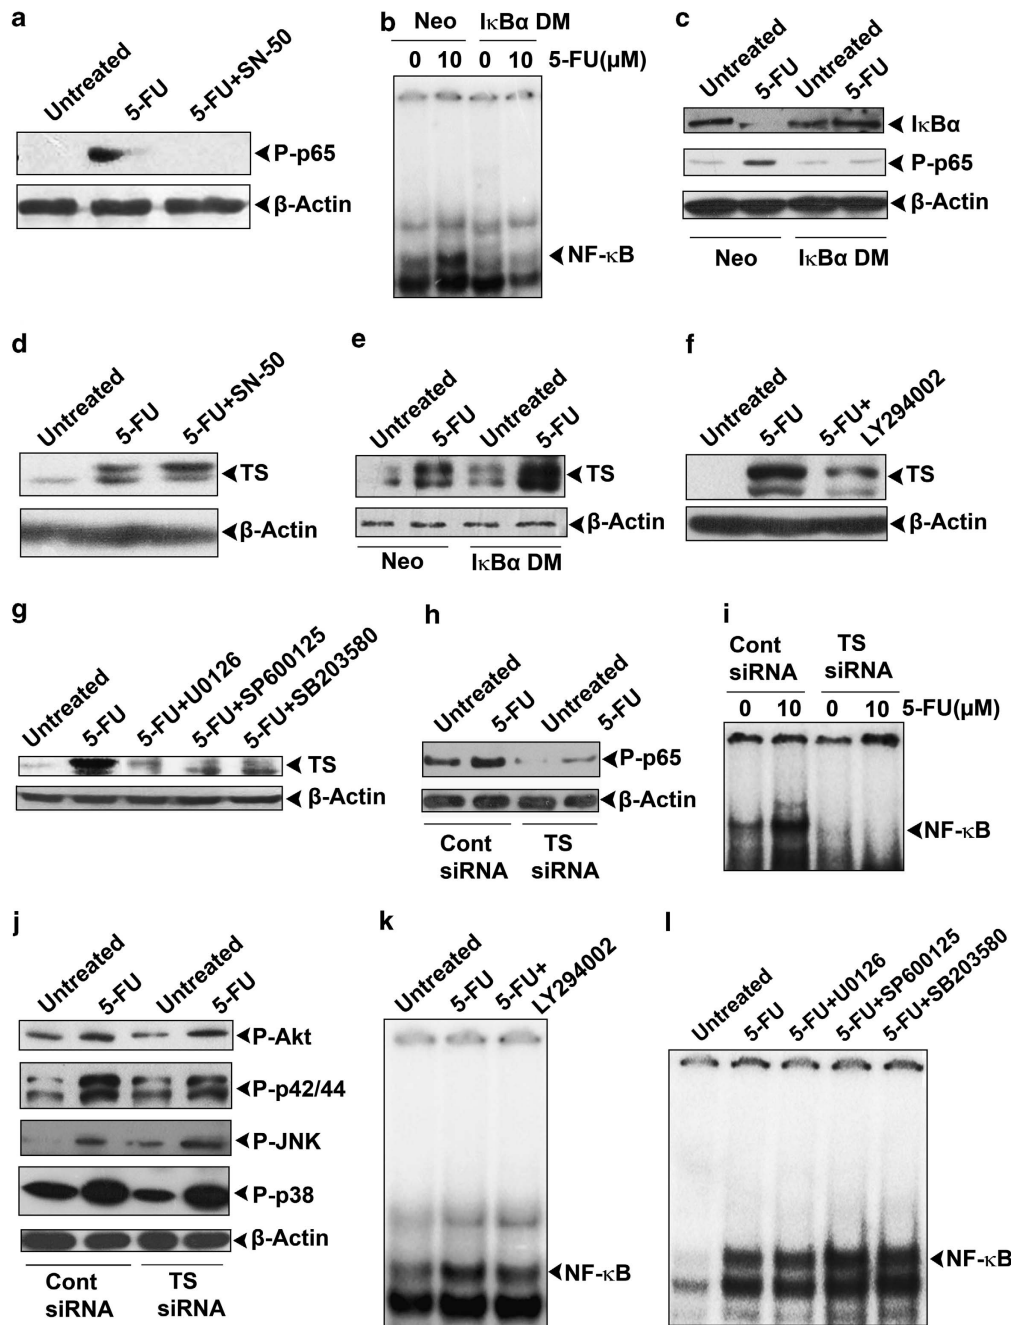 a
Untreated
5-FU
5-FU+SN-50
P-p65
β-Actin
b
Neo IκBα DM
0 10 0 10 5-FU(μM)
NF-κB
c
Untreated
5-FU
Untreated
5-FU
IκBα
P-p65
β-Actin
Neo IκBα DM
d
Untreated
5-FU
5-FU+SN-50
TS
β-Actin
e
Untreated
5-FU
Untreated
5-FU
TS
β-Actin
Neo IκBα DM
f
Untreated
5-FU
5-FU+
LY294002
TS
β-Actin
g
Untreated
5-FU
5-FU+U0126
5-FU+SP600125
5-FU+SB203580
TS
β-Actin
h
Untreated
5-FU
Untreated
5-FU
P-p65
β-Actin
Cont TS
siRNA siRNA
i
Cont TS
siRNA siRNA
0 10 0 10 5-FU(μM)
NF-κB
j
Untreated
5-FU
Untreated
5-FU
P-Akt
P-p42/44
P-JNK
P-p38
β-Actin
Cont TS
siRNA siRNA
k
Untreated
5-FU
5-FU+
LY294002
NF-κB
l
Untreated
5-FU
5-FU+U0126
5-FU+SP600125
5-FU+SB203580
NF-κB